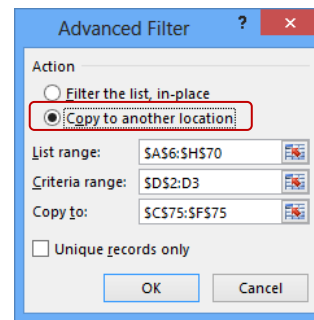 Advanced Filter ? ×
Action
Filter the list, in-place
Copy to another location
List range: $A$6:$H$70
Criteria range: $D$2:D3
Copy to: $C$75:$F$75
Unique records only
OK Cancel